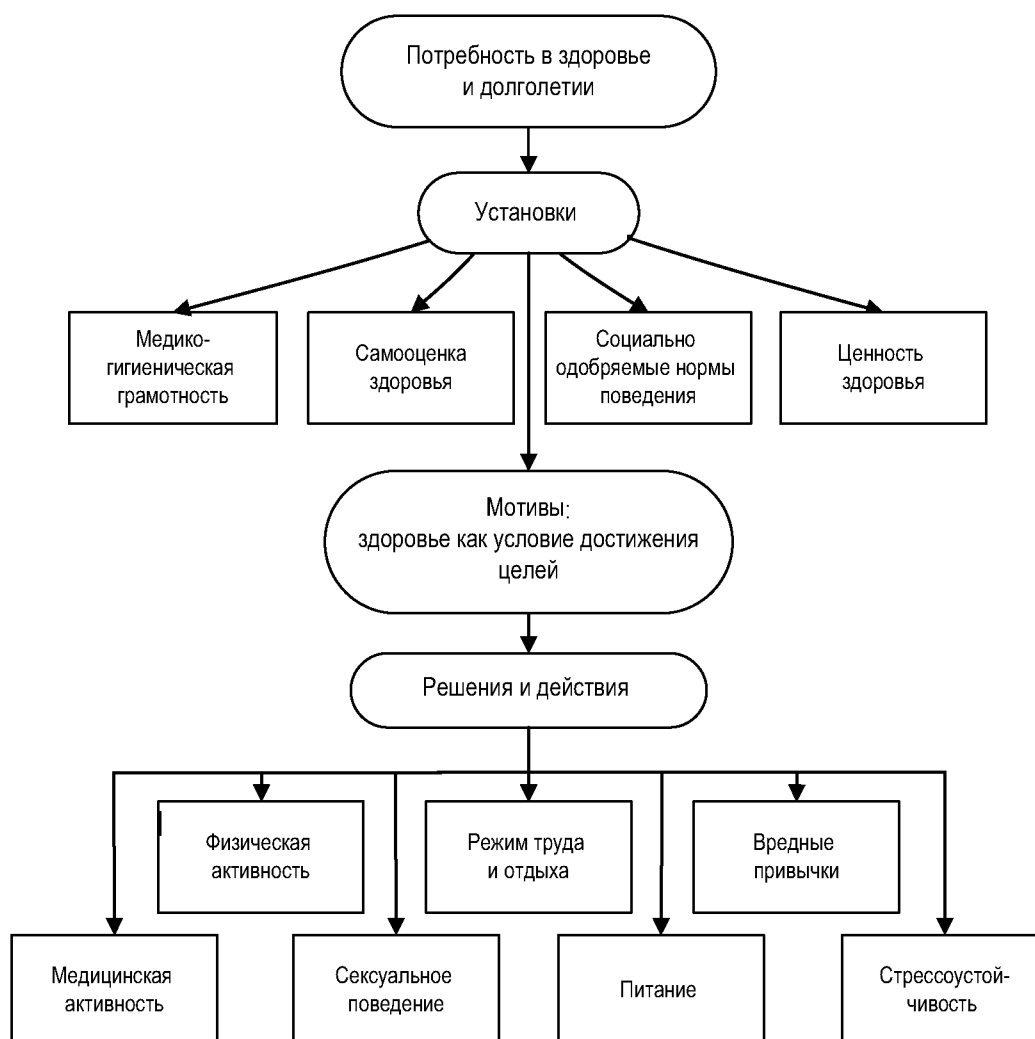 Потребность в здоровье
и долголетии
Установки
Медико-
гигиеническая
грамотность
Самооценка
здоровья
Социально
одобряемые нормы
поведения
Ценность
здоровья
Мотивы:
здоровье как условие достижения
целей
Решения и действия
Физическая
активность
Режим труда
и отдыха
Вредные
привычки
Медицинская
активность
Сексуальное
поведение
Питание
Стрессоустой-
чивость